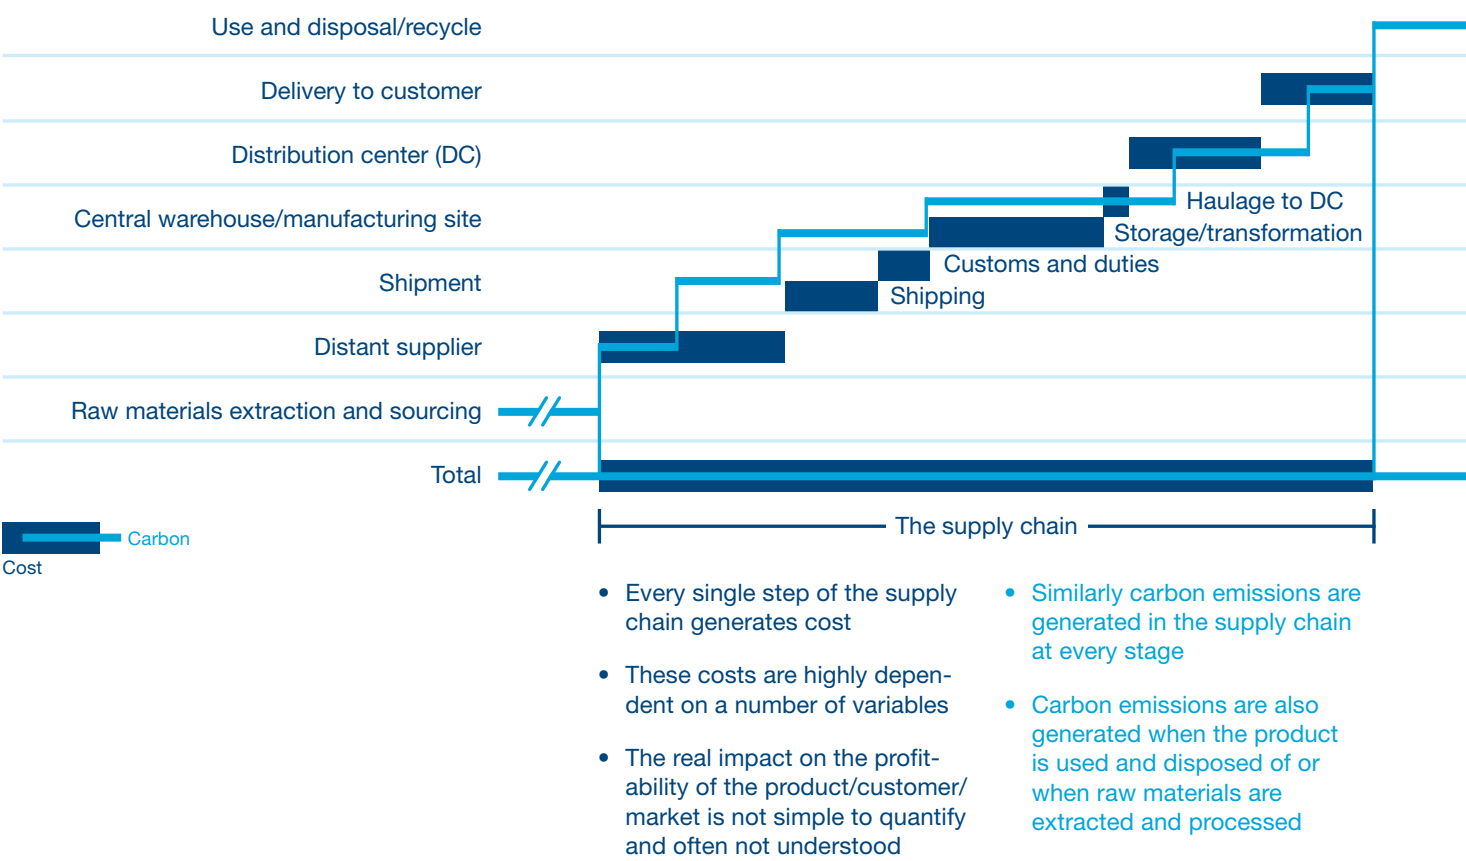 Use and disposal/recycle
Delivery to customer
Distribution center (DC)
Central warehouse/manufacturing site
Haulage to DC
Storage/transformation
Customs and duties
Shipment
Shipping
Distant supplier
Raw materials extraction and sourcing
Total
The supply chain
Carbon
Cost
• Every single step of the supply
chain generates cost
• These costs are highly depen-
dent on a number of variables
• The real impact on the profit-
ability of the product/customer/
market is not simple to quantify
and often not understood
• Similarly carbon emissions are
generated in the supply chain
at every stage
• Carbon emissions are also
generated when the product
is used and disposed of or
when raw materials are
extracted and processed